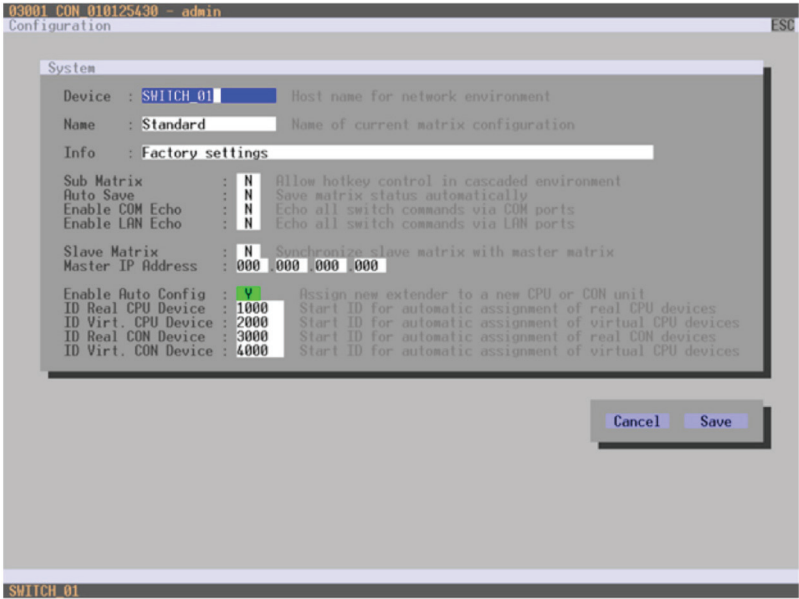 03001 CON 010125430 - admin
Configuration ESC
System
Device : SWITCH_01 Host name for network environment
Name : Standard Name of current matrix configuration
Info : Factory settings
Sub Matrix : N Allow hotkey control in cascaded environment
Auto Save : N Save matrix status automatically
Enable COM Echo : N Echo all switch commands via COM ports
Enable LAN Echo : N Echo all switch commands via LAN ports
Slave Matrix : N Synchronize slave matrix with master matrix
Master IP Address : 000 .000 .000 .000
Enable Auto Config : Y Assign new extender to a new CPU or CON unit
ID Real CPU Device : 1000 Start ID for automatic assignment of real CPU devices
ID Virt. CPU Device : 2000 Start ID for automatic assignment of virtual CPU devices
ID Real CON Device : 3000 Start ID for automatic assignment of real CON devices
ID Virt. CON Device : 4000 Start ID for automatic assignment of virtual CPU devices
Cancel Save
SWITCH_01